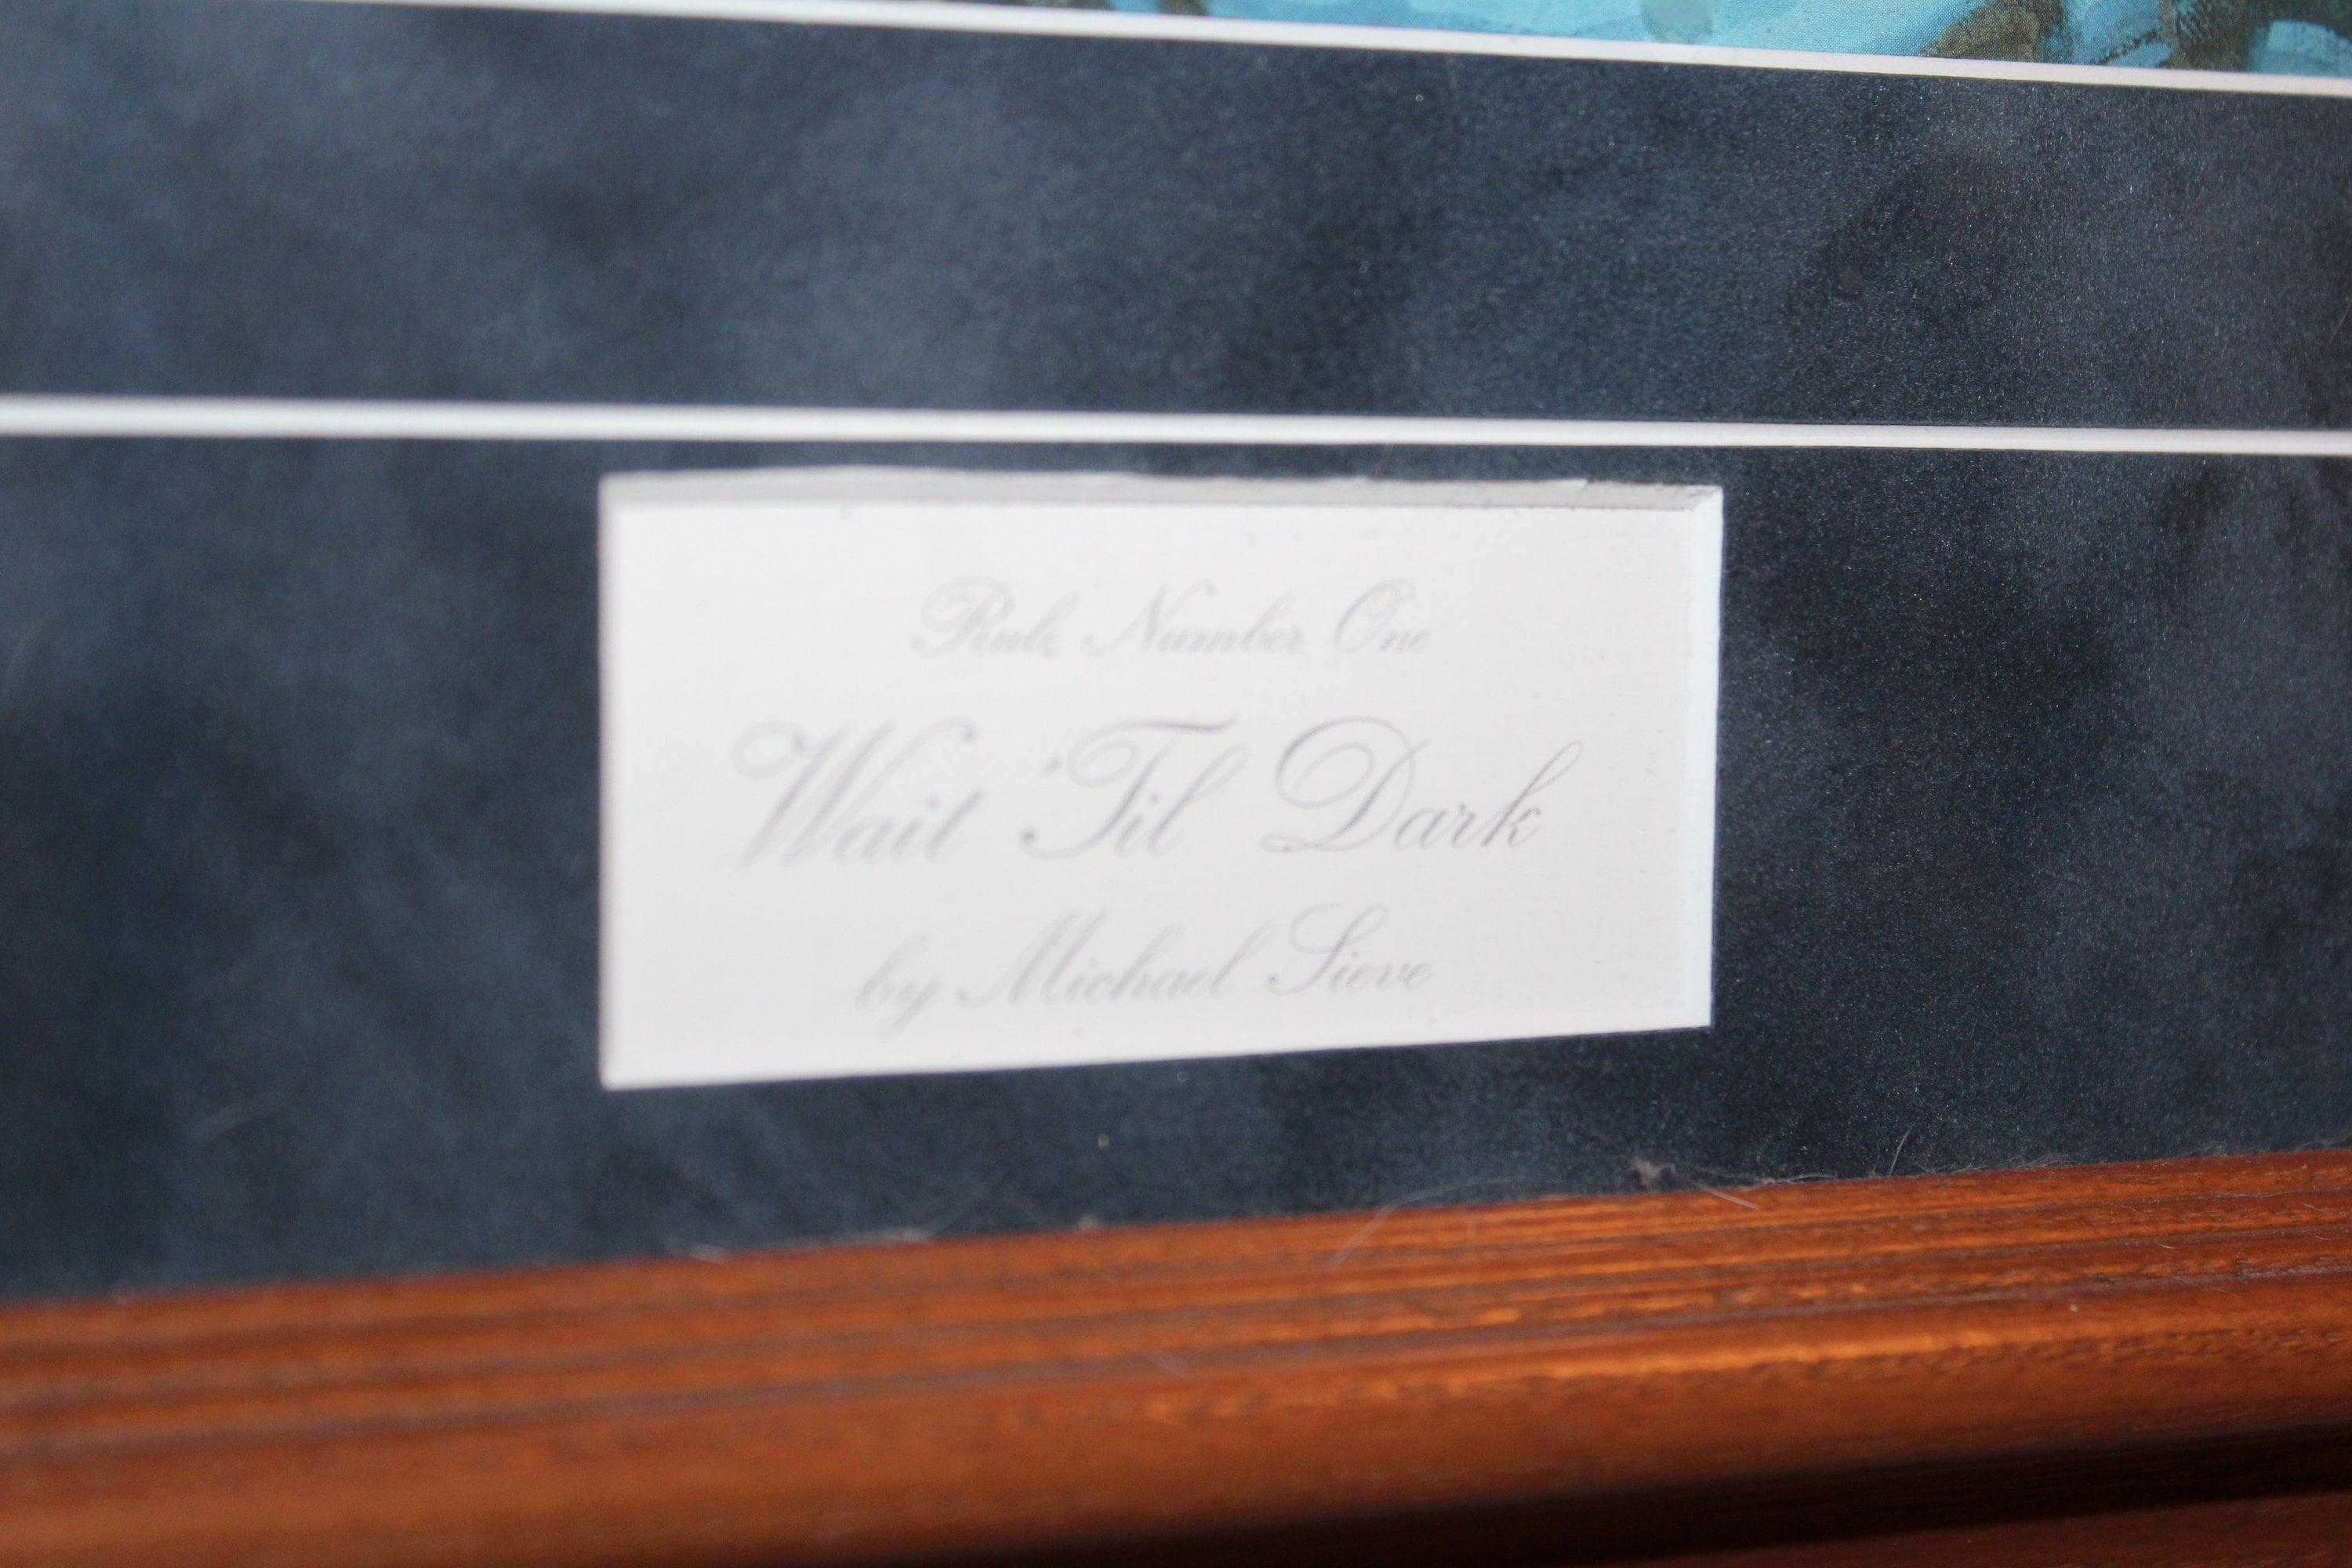 Rule Number One
Wait 'Til Dark
by Michael Sieve